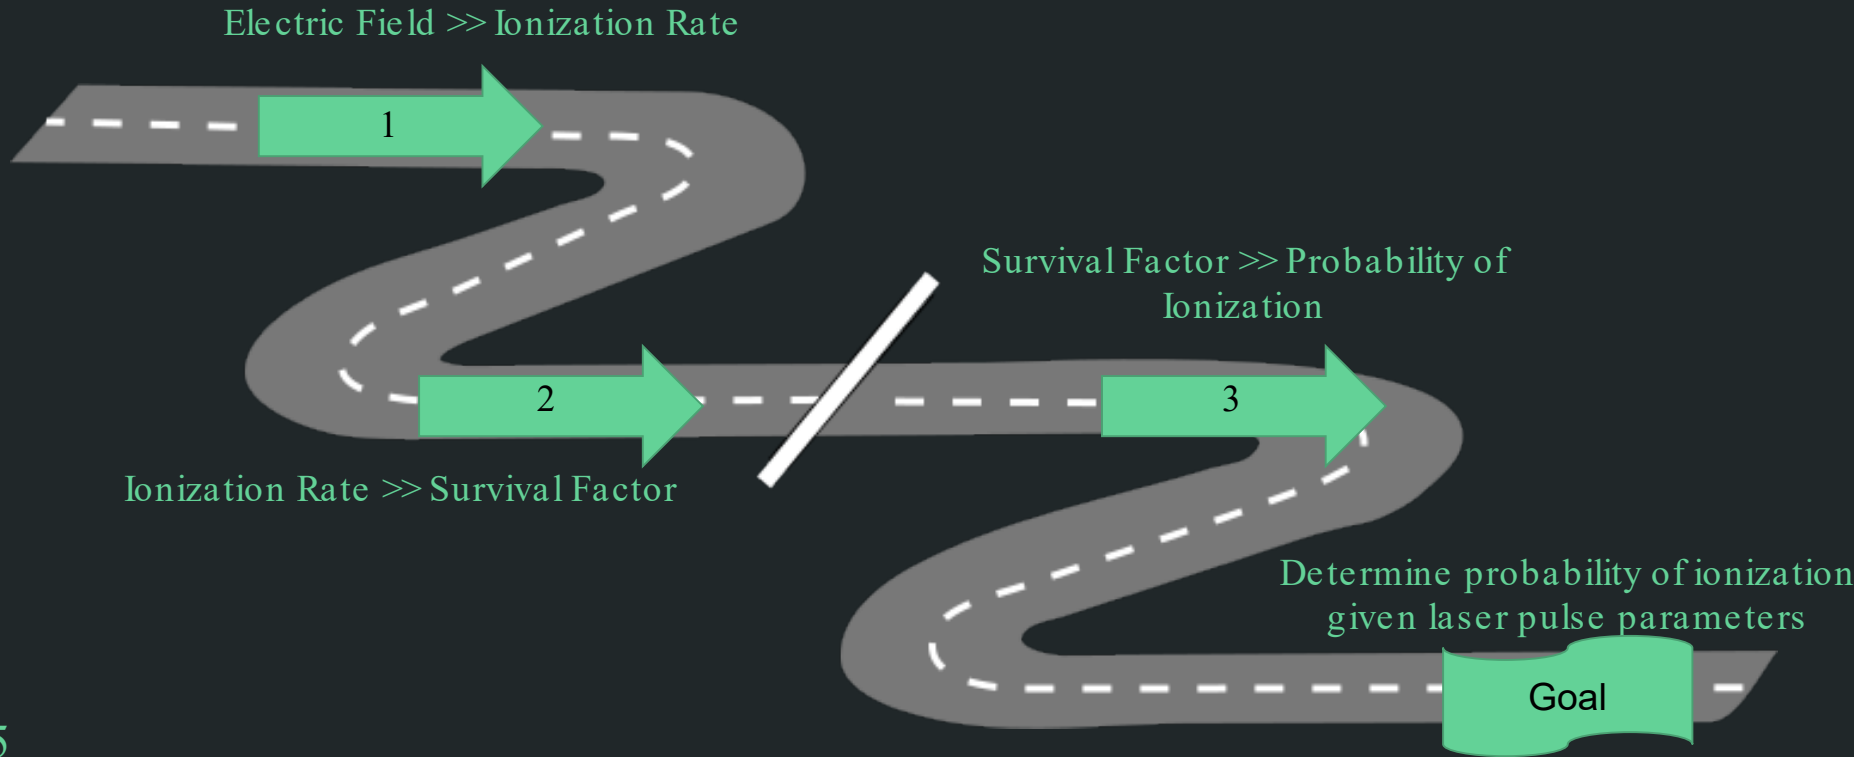 Electric Field >> Ionization Rate
1
Survival Factor >> Probability of
Ionization
2
3
Ionization Rate >> Survival Factor
Determine probability of ionization
given laser pulse parameters
Goal
5